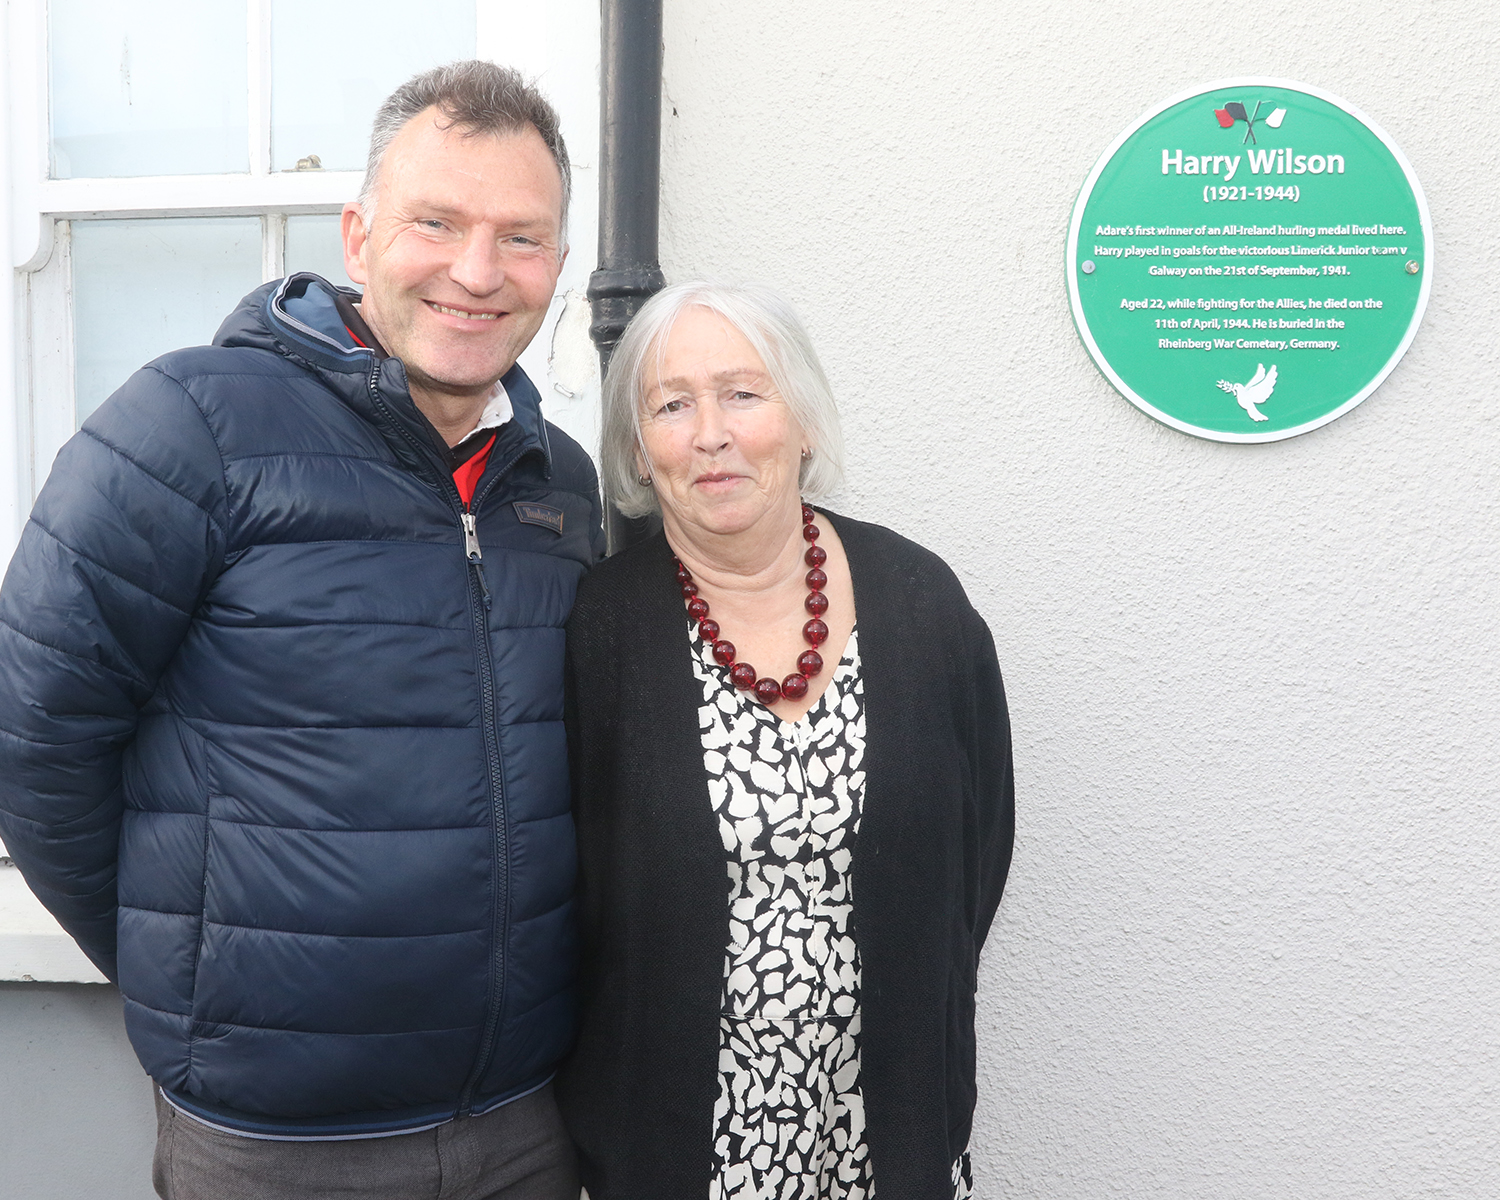 Harry Wilson
(1921-1944)
Adare's first winner of an All-Ireland hurling medal lived here.
Harry played in goals for the victorious Limerick Junior team v
Galway on the 21st of September, 1941.
Aged 22, while fighting for the Allies, he died on the
11th of April, 1944. He is buried in the
Rheinberg War Cemetary, Germany.
Timberland